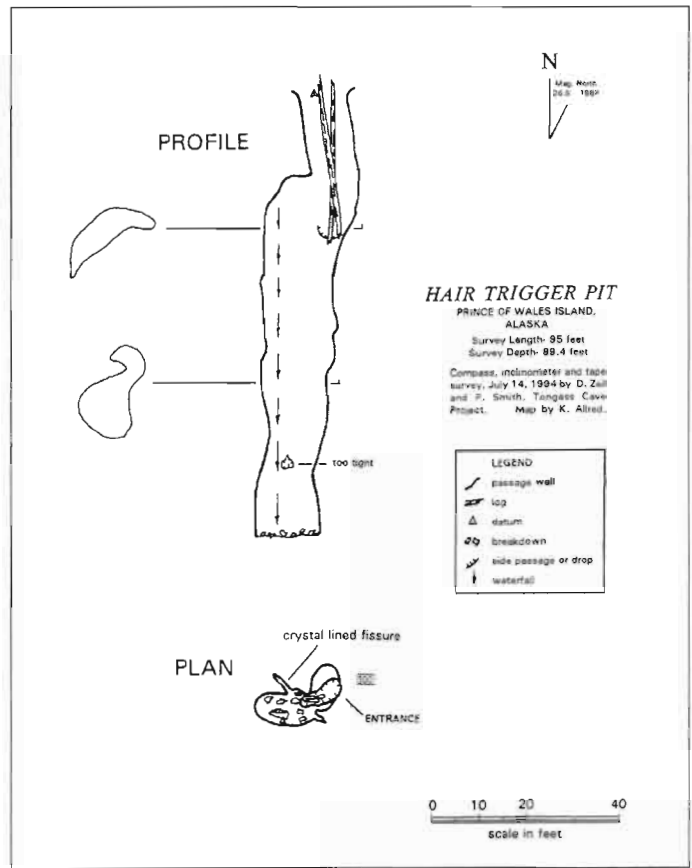 N
PROFILE
HAIR TRIGGER PIT
PRINCE OF WALES ISLAND,
ALASKA
Survey Length- 95 feet
Survey Depth- 89.4 feet
Compass, inclinometer and tape
survey, July 14, 1994 by D.
and P. Smith, Tongass Cave
Project. Map by K. Allred.
too tight
LEGEND
passage wall
log
datum
breakdown
side passage or drop
waterfall
crystal lined fissure
PLAN
ENTRANCE
0 10 20 40
scale in feet